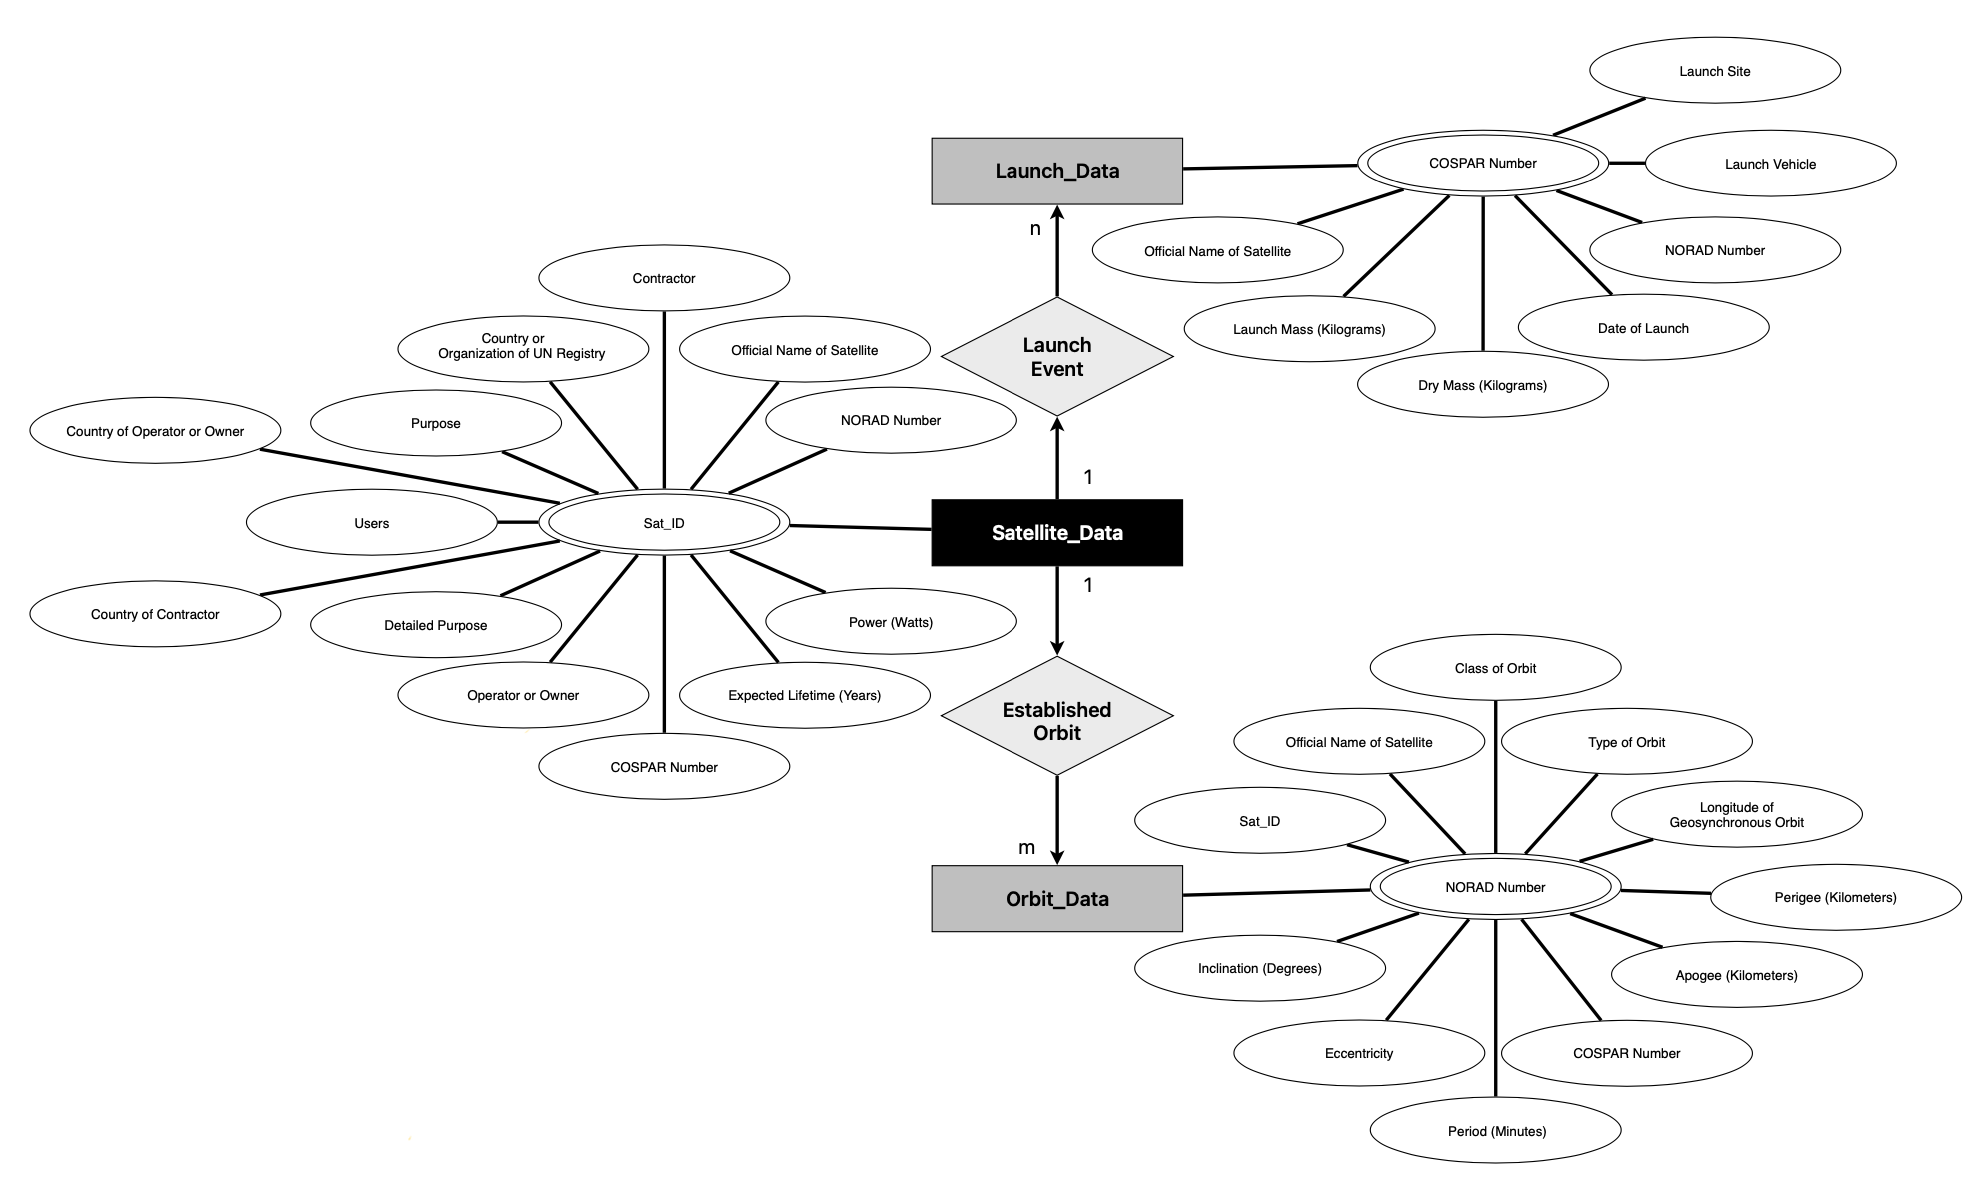 Launch Site
Launch_Data
COSPAR Number
Launch Vehicle
n
Official Name of Satellite
NORAD Number
Launch Mass (Kilograms)
Date of Launch
Dry Mass (Kilograms)
Launch
Event
Contractor
Country or
Organization of UN Registry
Official Name of Satellite
Country of Operator or Owner
Purpose
NORAD Number
Users
Sat_ID
1
Satellite_Data
1
Country of Contractor
Detailed Purpose
Power (Watts)
Operator or Owner
Expected Lifetime (Years)
COSPAR Number
Established
Orbit
m
Orbit_Data
Class of Orbit
Official Name of Satellite
Type of Orbit
Sat_ID
Longitude of
Geosynchronous Orbit
NORAD Number
Perigee (Kilometers)
Inclination (Degrees)
Apogee (Kilometers)
Eccentricity
COSPAR Number
Period (Minutes)